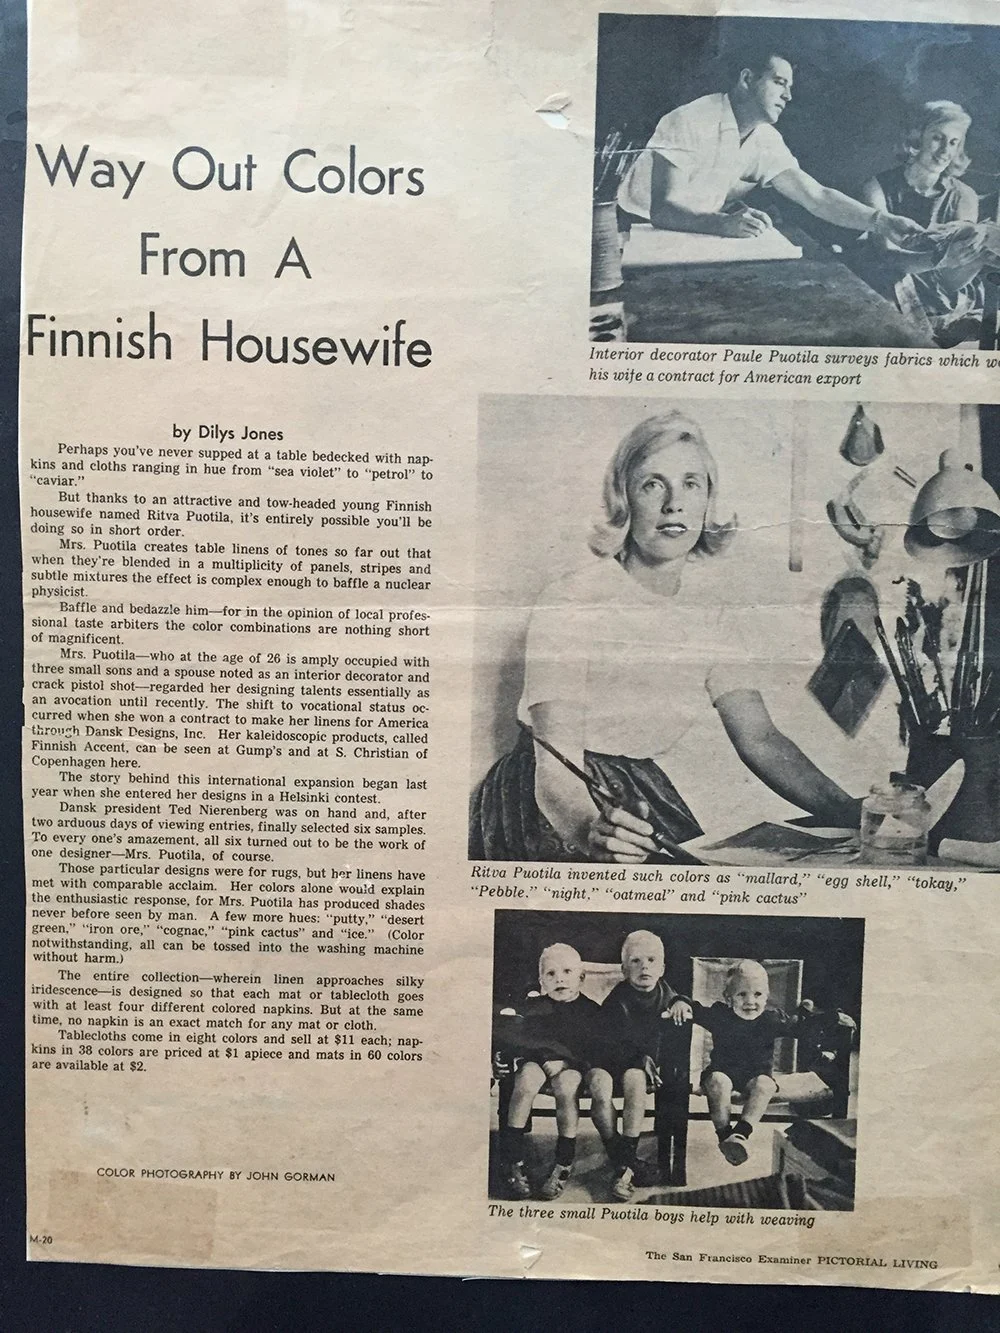 Way Out Colors
From A
Finnish Housewife
by Dilys Jones
Perhaps you've never supped at a table bedecked with nap-
kins and cloths ranging in hue from "sea violet" to "petrol" to
"caviar."
But thanks to an attractive and tow-headed young Finnish
housewife named Ritva Puotila, it's entirely possible you'll be
doing so in short order.
Mrs. Puotila creates table linens of tones so far out that
when they're blended in a multiplicity of panels, stripes and
subtle mixtures the effect is complex enough to baffle a nuclear
physicist.
Baffle and bedazzle him—for in the opinion of local profes-
sional taste arbiters the color combinations are nothing short
of magnificent.
Mrs. Puotila—who at the age of 26 is amply occupied with
three small sons and a spouse noted as an interior decorator and
crack pistol shot—regarded her designing talents essentially as
an avocation until recently. The shift to vocational status oc-
curred when she won a contract to make her linens for America
through Dansk Designs, Inc. Her kaleidoscopic products, called
Finnish Accent, can be seen at Gump's and at S. Christian of
Copenhagen here.
The story behind this international expansion began last
year when she entered her designs in a Helsinki contest.
Dansk president Ted Nierenberg was on hand and, after
two arduous days of viewing entries, finally selected six samples.
To every one's amazement, all six turned out to be the work of
one designer—Mrs. Puotila, of course.
Those particular designs were for rugs, but her linens have
met with comparable acclaim. Her colors alone would explain
the enthusiastic response, for Mrs. Puotila has produced shades
never before seen by man. A few more hues: "putty," "desert
green," "iron ore," "cognac," "pink cactus" and "ice." (Color
notwithstanding, all can be tossed into the washing machine
without harm.)
The entire collection—wherein linen approaches silky
iridescence—is designed so that each mat or tablecloth goes
with at least four different colored napkins. But at the same
time, no napkin is an exact match for any mat or cloth.
Tablecloths come in eight colors and sell at $11 each; nap-
kins in 38 colors are priced at $1 apiece and mats in 60 colors
are available at $2.
COLOR PHOTOGRAPHY BY JOHN GORMAN
M-20
Interior decorator Paule Puotila surveys fabrics which
his wife a contract for American export
Ritva Puotila invented such colors as "mallard," "egg shell," "tokay,"
"Pebble." "night," "oatmeal" and "pink cactus"
The three small Puotila boys help with weaving
The San Francisco Examiner PICTORIAL LIVING